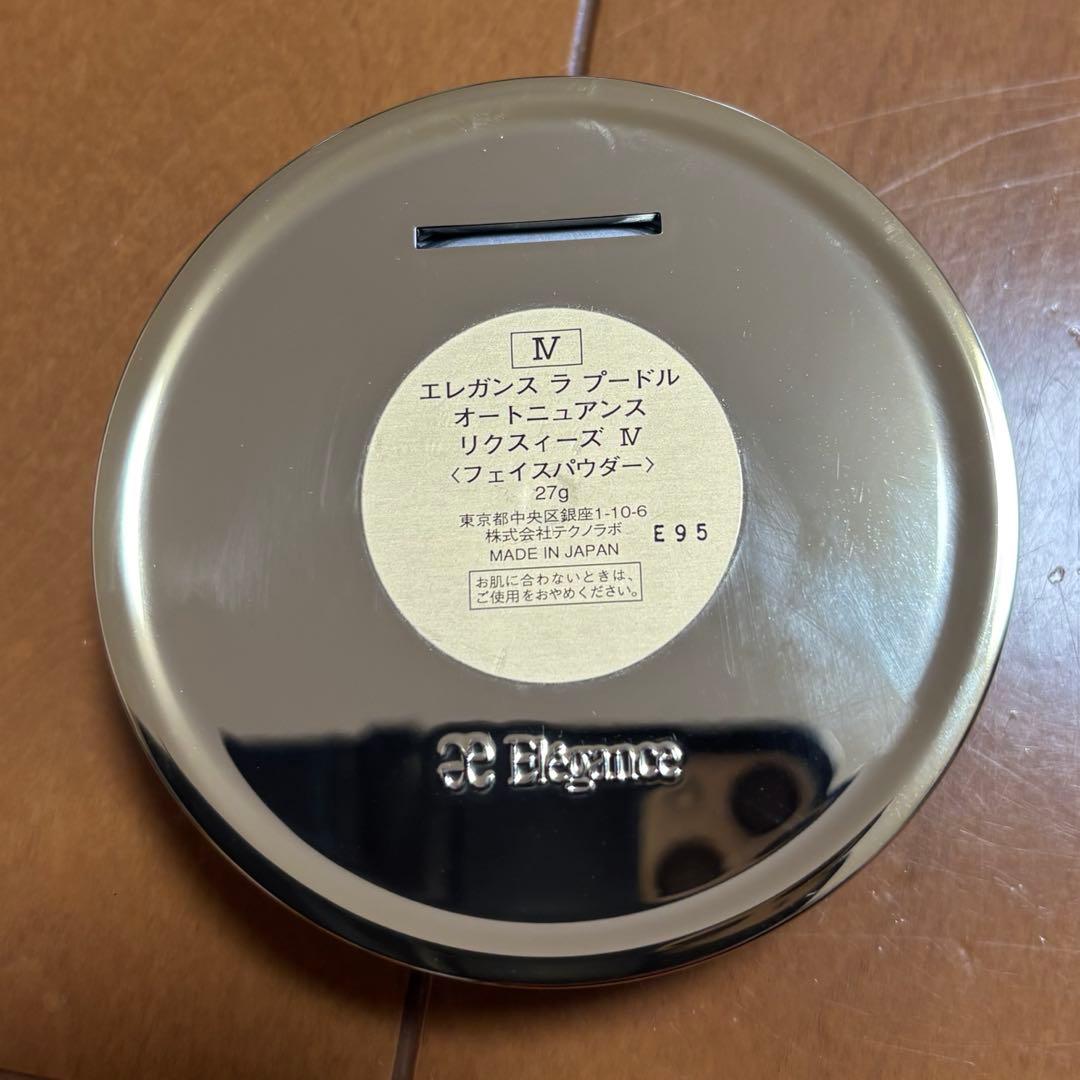 Ⅳ
エレガンス ラ プードル
オートニュアンス
リクスィーズ Ⅳ
〈フェイスパウダー〉
27g
東京都中央区銀座1-10-6
株式会社テクノラボ
E95
MADE IN JAPAN
お肌に合わないときは、
ご使用をおやめください。
Elégance